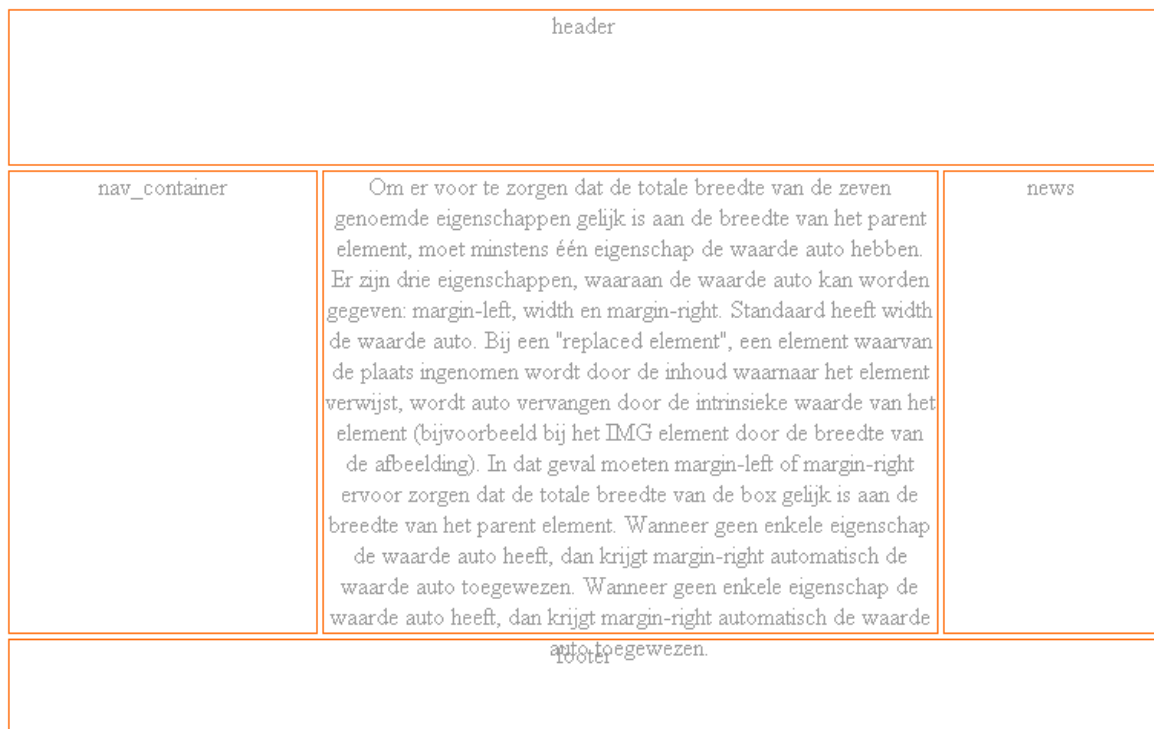 header
nav_container
Om er voor te zorgen dat de totale breedte van de zeven
genoemde eigenschappen gelijk is aan de breedte van het parent
element, moet minstens één eigenschap de waarde auto hebben.
Er zijn drie eigenschappen, waaraan de waarde auto kan worden
gegeven: margin-left, width en margin-right. Standaard heeft width
de waarde auto. Bij een "replaced element", een element waarvan
de plaats ingenomen wordt door de inhoud waarnaar het element
verwijst, wordt auto vervangen door de intrinsieke waarde van het
element (bijvoorbeeld bij het IMG element door de breedte van
de afbeelding). In dat geval moeten margin-left of margin-right
ervoor zorgen dat de totale breedte van de box gelijk is aan de
breedte van het parent element. Wanneer geen enkele eigenschap
de waarde auto heeft, dan krijgt margin-right automatisch de
waarde auto toegewezen. Wanneer geen enkele eigenschap de
waarde auto heeft, dan krijgt margin-right automatisch de waarde
auto toegewezen.
news
footer